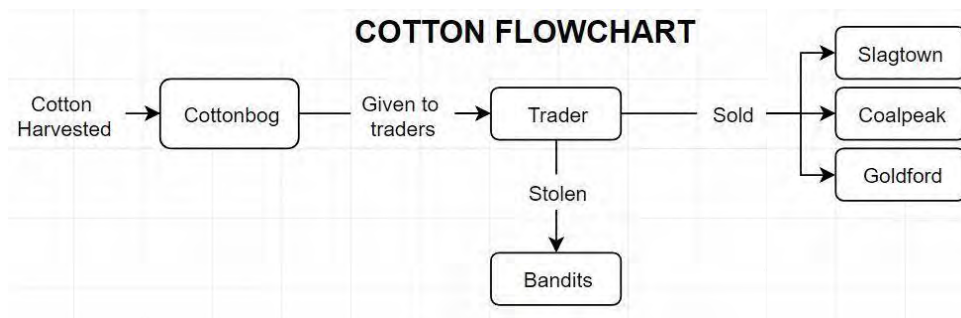 COTTON FLOWCHART
Cotton
Harvested
Cottonbog
Given to
traders
Trader
Sold
Slagtown
Coalpeak
Goldford
Stolen
Bandits